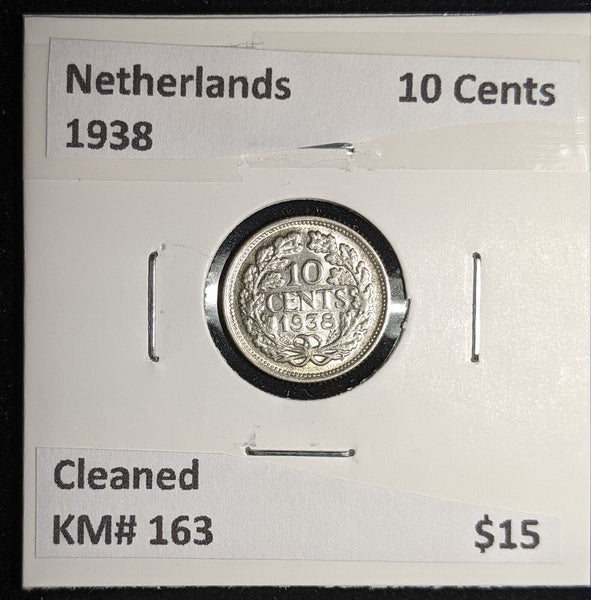 Netherlands 10 Cents
1938
10
CENTS
1938
Cleaned
KM# 163 $15